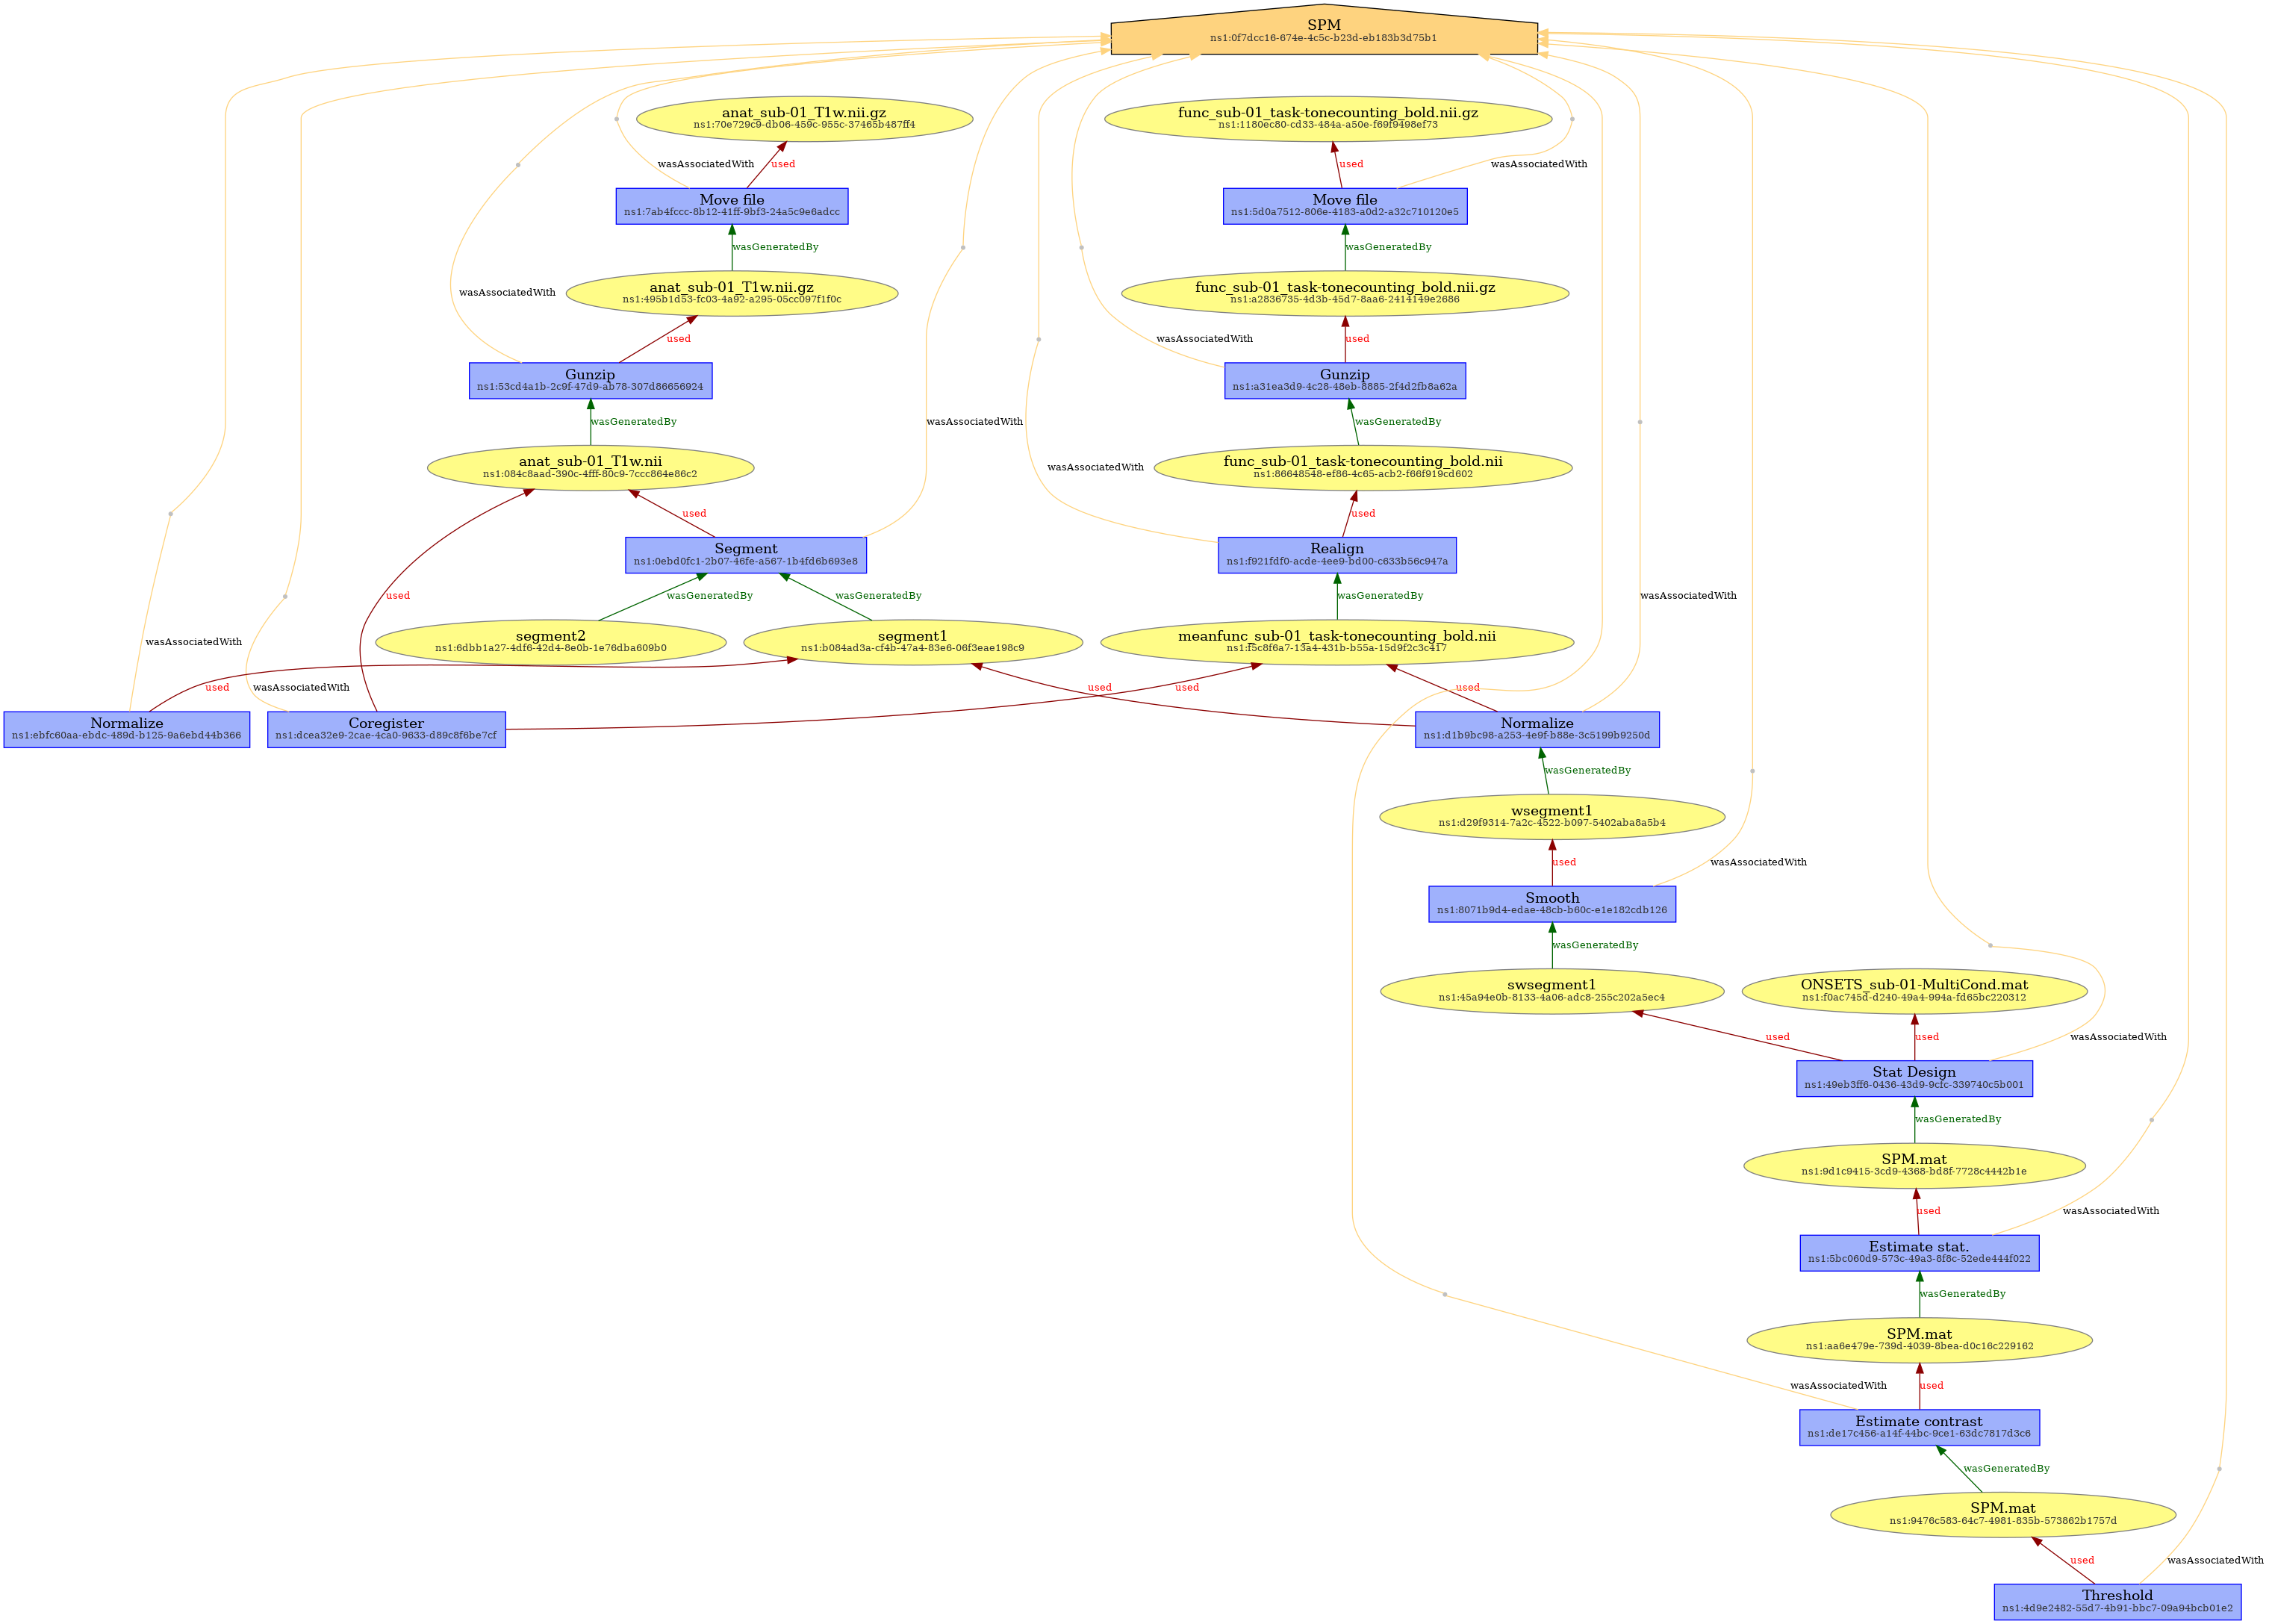 SPM
ns1:0f7dcc16-674e-4c5c-b23d-eb183b3d75b1
anat_sub-01_T1w.nii.gz
ns1:70e729c9-db06-459c-955c-37465b487ff4
func_sub-01_task-tonecounting_bold.nii.gz
ns1:1180ec80-cd33-484a-a50e-f69f9498ef73
wasAssociatedWith
used
used
wasAssociatedWith
Move file
ns1:7ab4fccc-8b12-41ff-9bf3-24a5c9e6adcc
Move file
ns1:5d0a7512-806e-4183-a0d2-a32c710120e5
wasGeneratedBy
wasGeneratedBy
anat_sub-01_T1w.nii.gz
ns1:495b1d53-fc03-4a92-a295-05cc097f1f0c
func_sub-01_task-tonecounting_bold.nii.gz
ns1:a2836735-4d3b-45d7-8aa6-2414149e2686
wasAssociatedWith
used
wasAssociatedWith
used
Gunzip
ns1:53cd4a1b-2c9f-47d9-ab78-307d86656924
Gunzip
ns1:a31ea3d9-4c28-48eb-8885-2f4d2fb8a62a
wasGeneratedBy
wasAssociatedWith
wasGeneratedBy
anat_sub-01_T1w.nii
ns1:084c8aad-390c-4fff-80c9-7ccc864e86c2
wasAssociatedWith
func_sub-01_task-tonecounting_bold.nii
ns1:86648548-ef86-4c65-acb2-f66f919cd602
used
used
Segment
ns1:0ebd0fc1-2b07-46fe-a567-1b4fd6b693e8
Realign
ns1:f921fdf0-acde-4ee9-bd00-c633b56c947a
used
wasGeneratedBy
wasGeneratedBy
wasGeneratedBy
wasAssociatedWith
wasAssociatedWith
segment2
ns1:6dbb1a27-4df6-42d4-8e0b-1e76dba609b0
segment1
ns1:b084ad3a-cf4b-47a4-83e6-06f3eae198c9
meanfunc_sub-01_task-tonecounting_bold.nii
ns1:f5c8f6a7-13a4-431b-b55a-15d9f2c3c417
used
wasAssociatedWith
used
used
used
Normalize
ns1:ebfc60aa-ebdc-489d-b125-9a6ebd44b366
Coregister
ns1:dcea32e9-2cae-4ca0-9633-d89c8f6be7cf
Normalize
ns1:d1b9bc98-a253-4e9f-b88e-3c5199b9250d
wasGeneratedBy
wsegment1
ns1:d29f9314-7a2c-4522-b097-5402aba8a5b4
used
wasAssociatedWith
Smooth
ns1:8071b9d4-edae-48cb-b60c-e1e182cdb126
wasGeneratedBy
swsegment1
ns1:45a94e0b-8133-4a06-adc8-255c202a5ec4
ONSETS_sub-01-MultiCond.mat
ns1:f0ac745d-d240-49a4-994a-fd65bc220312
used
used
wasAssociatedWith
Stat Design
ns1:49eb3ff6-0436-43d9-9cfc-339740c5b001
wasGeneratedBy
SPM.mat
ns1:9d1c9415-3cd9-4368-bd8f-7728c4442b1e
used
wasAssociatedWith
Estimate stat.
ns1:5bc060d9-573c-49a3-8f8c-52ede444f022
wasGeneratedBy
SPM.mat
ns1:aa6e479e-739d-4039-8bea-d0c16c229162
wasAssociatedWith
used
Estimate contrast
ns1:de17c456-a14f-44bc-9ce1-63dc7817d3c6
wasGeneratedBy
SPM.mat
ns1:9476c583-64c7-4981-835b-573862b1757d
used
wasAssociatedWith
Threshold
ns1:4d9e2482-55d7-4b91-bbc7-09a94bcb01e2